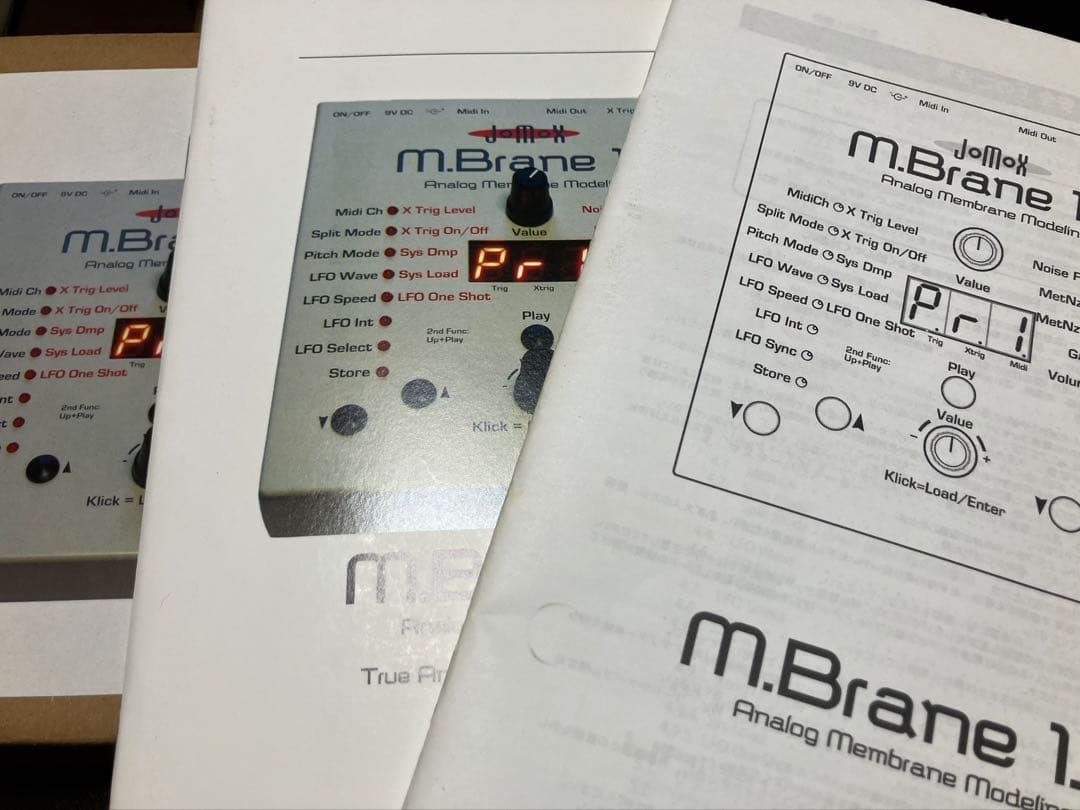 ON/OFF 9V DC Midi In
M.Bra
Analog Mem
Midi Ch X Trig Level
Mode X Trig On/Off
Mode Sys Dmp
Sys Load
LFO One Shot
Trig
2nd Func:
Up+Play
Klick =
ON/OFF 9V DC Midi In Midi Out X Trig
JoMoX
M.Brane 1
Analog Membrane Model
Midi Ch X Trig Level
Split Mode X Trig On/Off
Value
Pitch Mode Sys Dmp
LFO Wave Sys Load
Pr1
LFO Speed LFO One Shot
Trig Xtrig
LFO Int
2nd Func:
Up+Play
Play
LFO Select
Store
Klick =
True
ON/OFF 9V DC Midi In Midi Out
JoMoX
M.Brane 1
Analog Membrane Modelin
MidiCh X Trig Level
Split Mode X Trig On/Off
Pitch Mode Sys Dmp
LFO Wave Sys Load
LFO Speed LFO One Shot
Value
Noise
MetNz
MetNz
P.r.1
Trig Xtrig Midi
LFO Int
LFO Sync
Store
2nd Func:
Up+Play
Play
Volu
Value
- +
Klick=Load/Enter
M.Brane 1
Analog Membrane Modelin